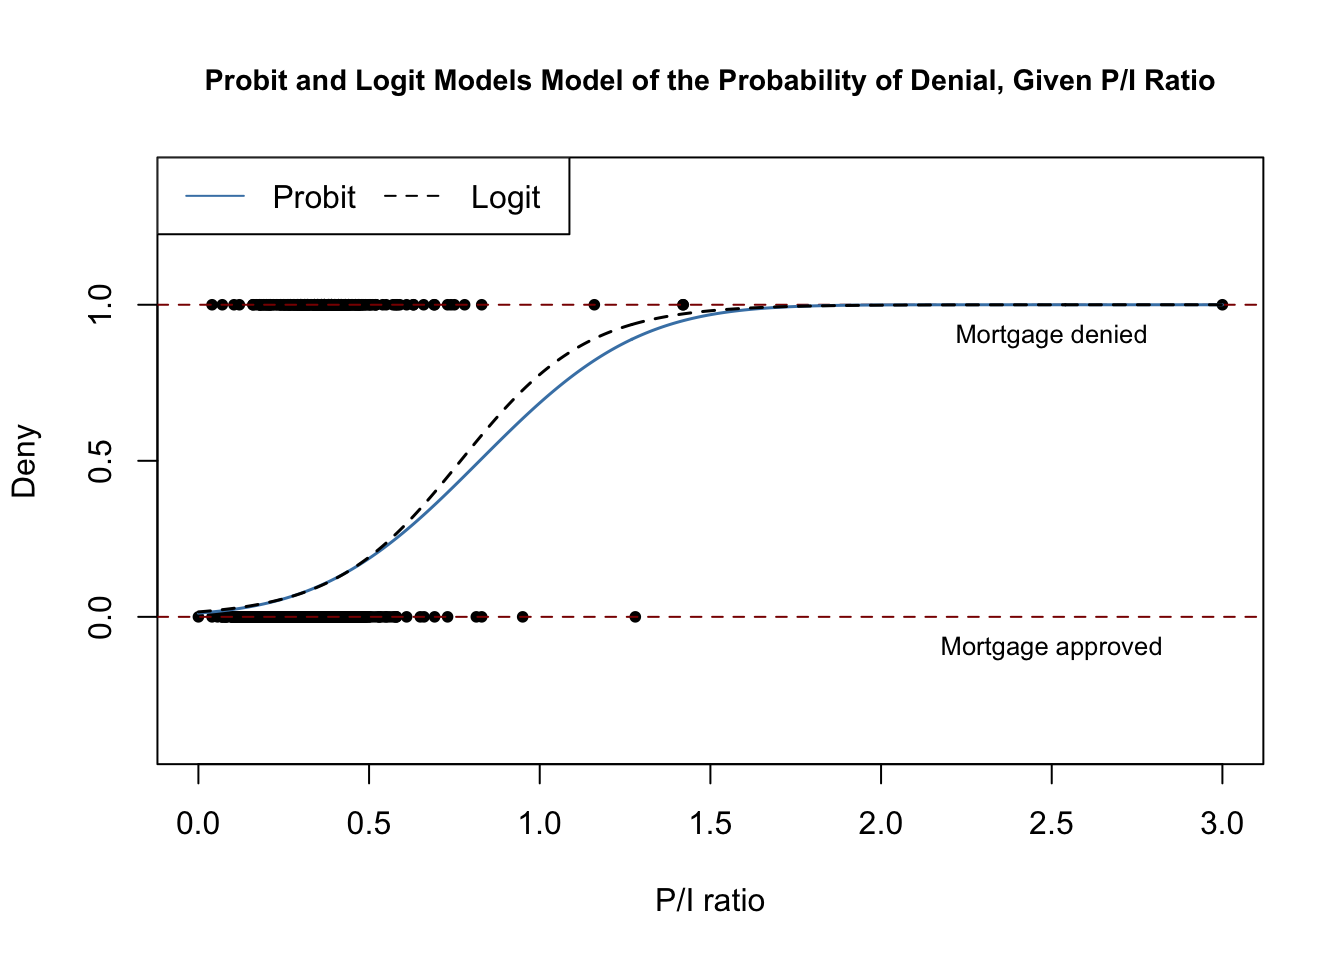 Probit and Logit Models Model of the Probability of Denial, Given P/I Ratio
Probit Logit
1.0
Mortgage denied
0.5
Deny
0.0
Mortgage approved
0.0 0.5 1.0 1.5 2.0 2.5 3.0
P/I ratio